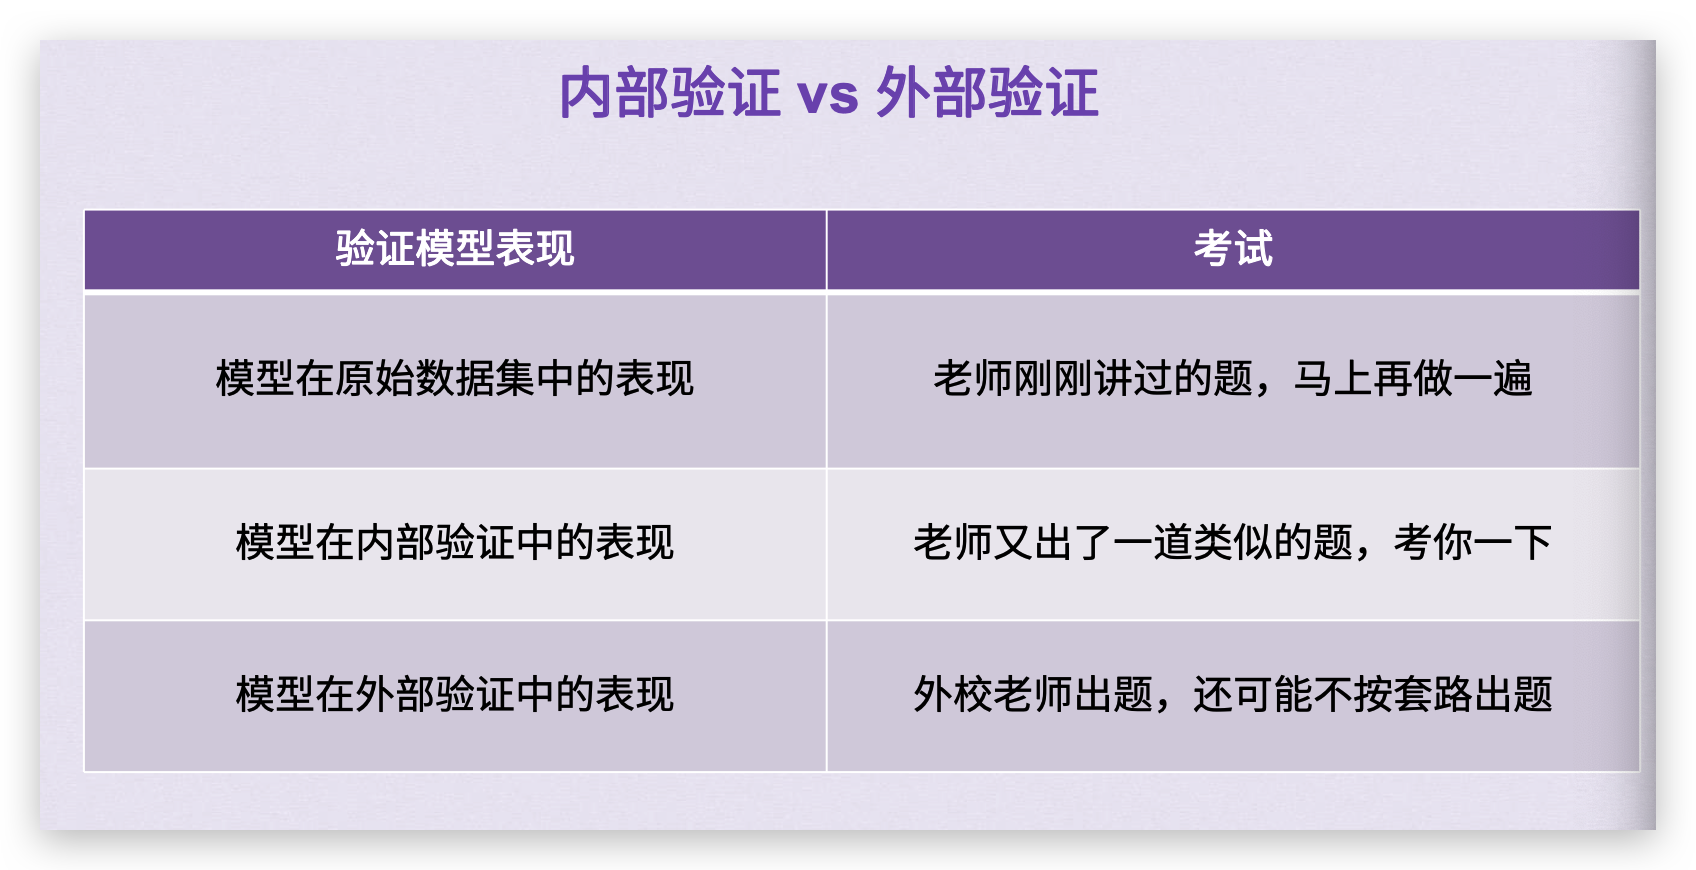 内部验证 vs 外部验证
验证模型表现
考试
模型在原始数据集中的表现
老师刚刚讲过的题，马上再做一遍
模型在内部验证中的表现
老师又出了一道类似的题，考你一下
模型在外部验证中的表现
外校老师出题，还可能不按套路出题